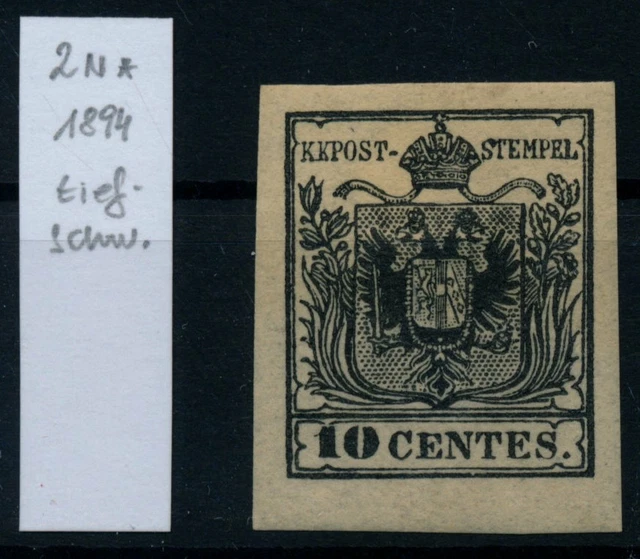 2N*
1894
tief-
schw.
KKPOST-STEMPEL
10 CENTES.